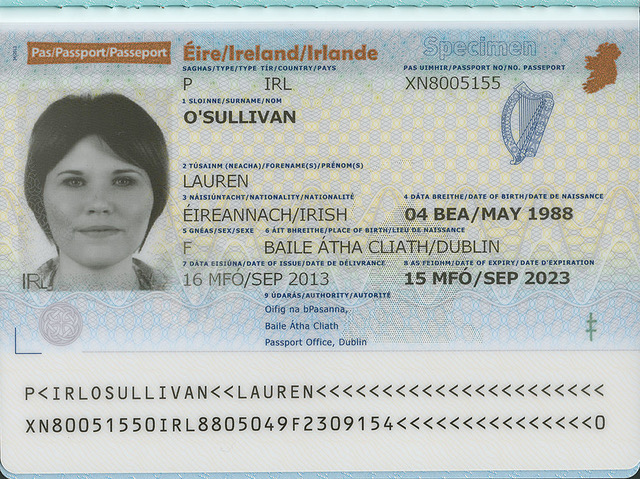 Pas/Passport/Passeport
Éire/Ireland/Irlande
Specimen
SAGHAS/TYPE/TYPE TÍR/COUNTRY/PAYS
PAS UIMHIR/PASSPORT NO/NO. PASSEPORT
P IRL
XN8005155
1 SLOINNE/SURNAME/NOM
O'SULLIVAN
2 TÚSAINM (NEACHA)/FORENAME(S)/PRÉNOM(S)
LAUREN
3 NÁISIÚNTACHT/NATIONALITY/NATIONALITÉ
4 DÁTA BREITHE/DATE OF BIRTH/DATE DE NAISSANCE
ÉIREANNACH/IRISH
04 BEA/MAY 1988
5 GNÉAS/SEX/SEXE 6 ÁIT BHREITHE/PLACE OF BIRTH/LIEU DE NAISSANCE
F BAILE ÁTHA CLIATH/DUBLIN
7 DÁTA EISIÚNA/DATE OF ISSUE/DATE DE DÉLIVRANCE
8 AS FEIDHM/DATE OF EXPIRY/DATE D'EXPIRATION
IRL
16 MFÓ/SEP 2013
15 MFÓ/SEP 2023
9 ÚDARÁS/AUTHORITY/AUTORITÉ
Oifig na bPasanna,
Baile Átha Cliath
Passport Office, Dublin
P<IRLOSULLIVAN<<LAUREN<<<<<<<<<<<<<<<<<<<<<<
XN80051550IRL8805049F2309154<<<<<<<<<<<<<<<0